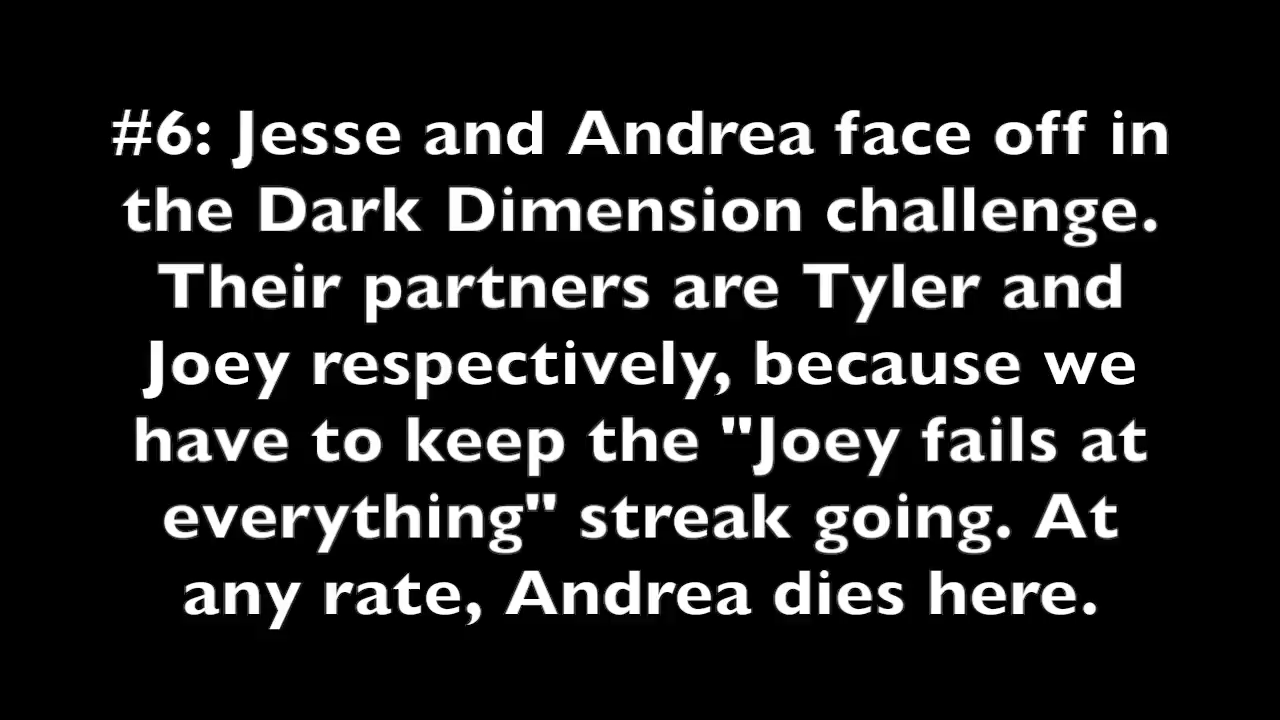 #6: Jesse and Andrea face off in
the Dark Dimension challenge.
Their partners are Tyler and
Joey respectively, because we
have to keep the "Joey fails at
everything" streak going. At
any rate, Andrea dies here.